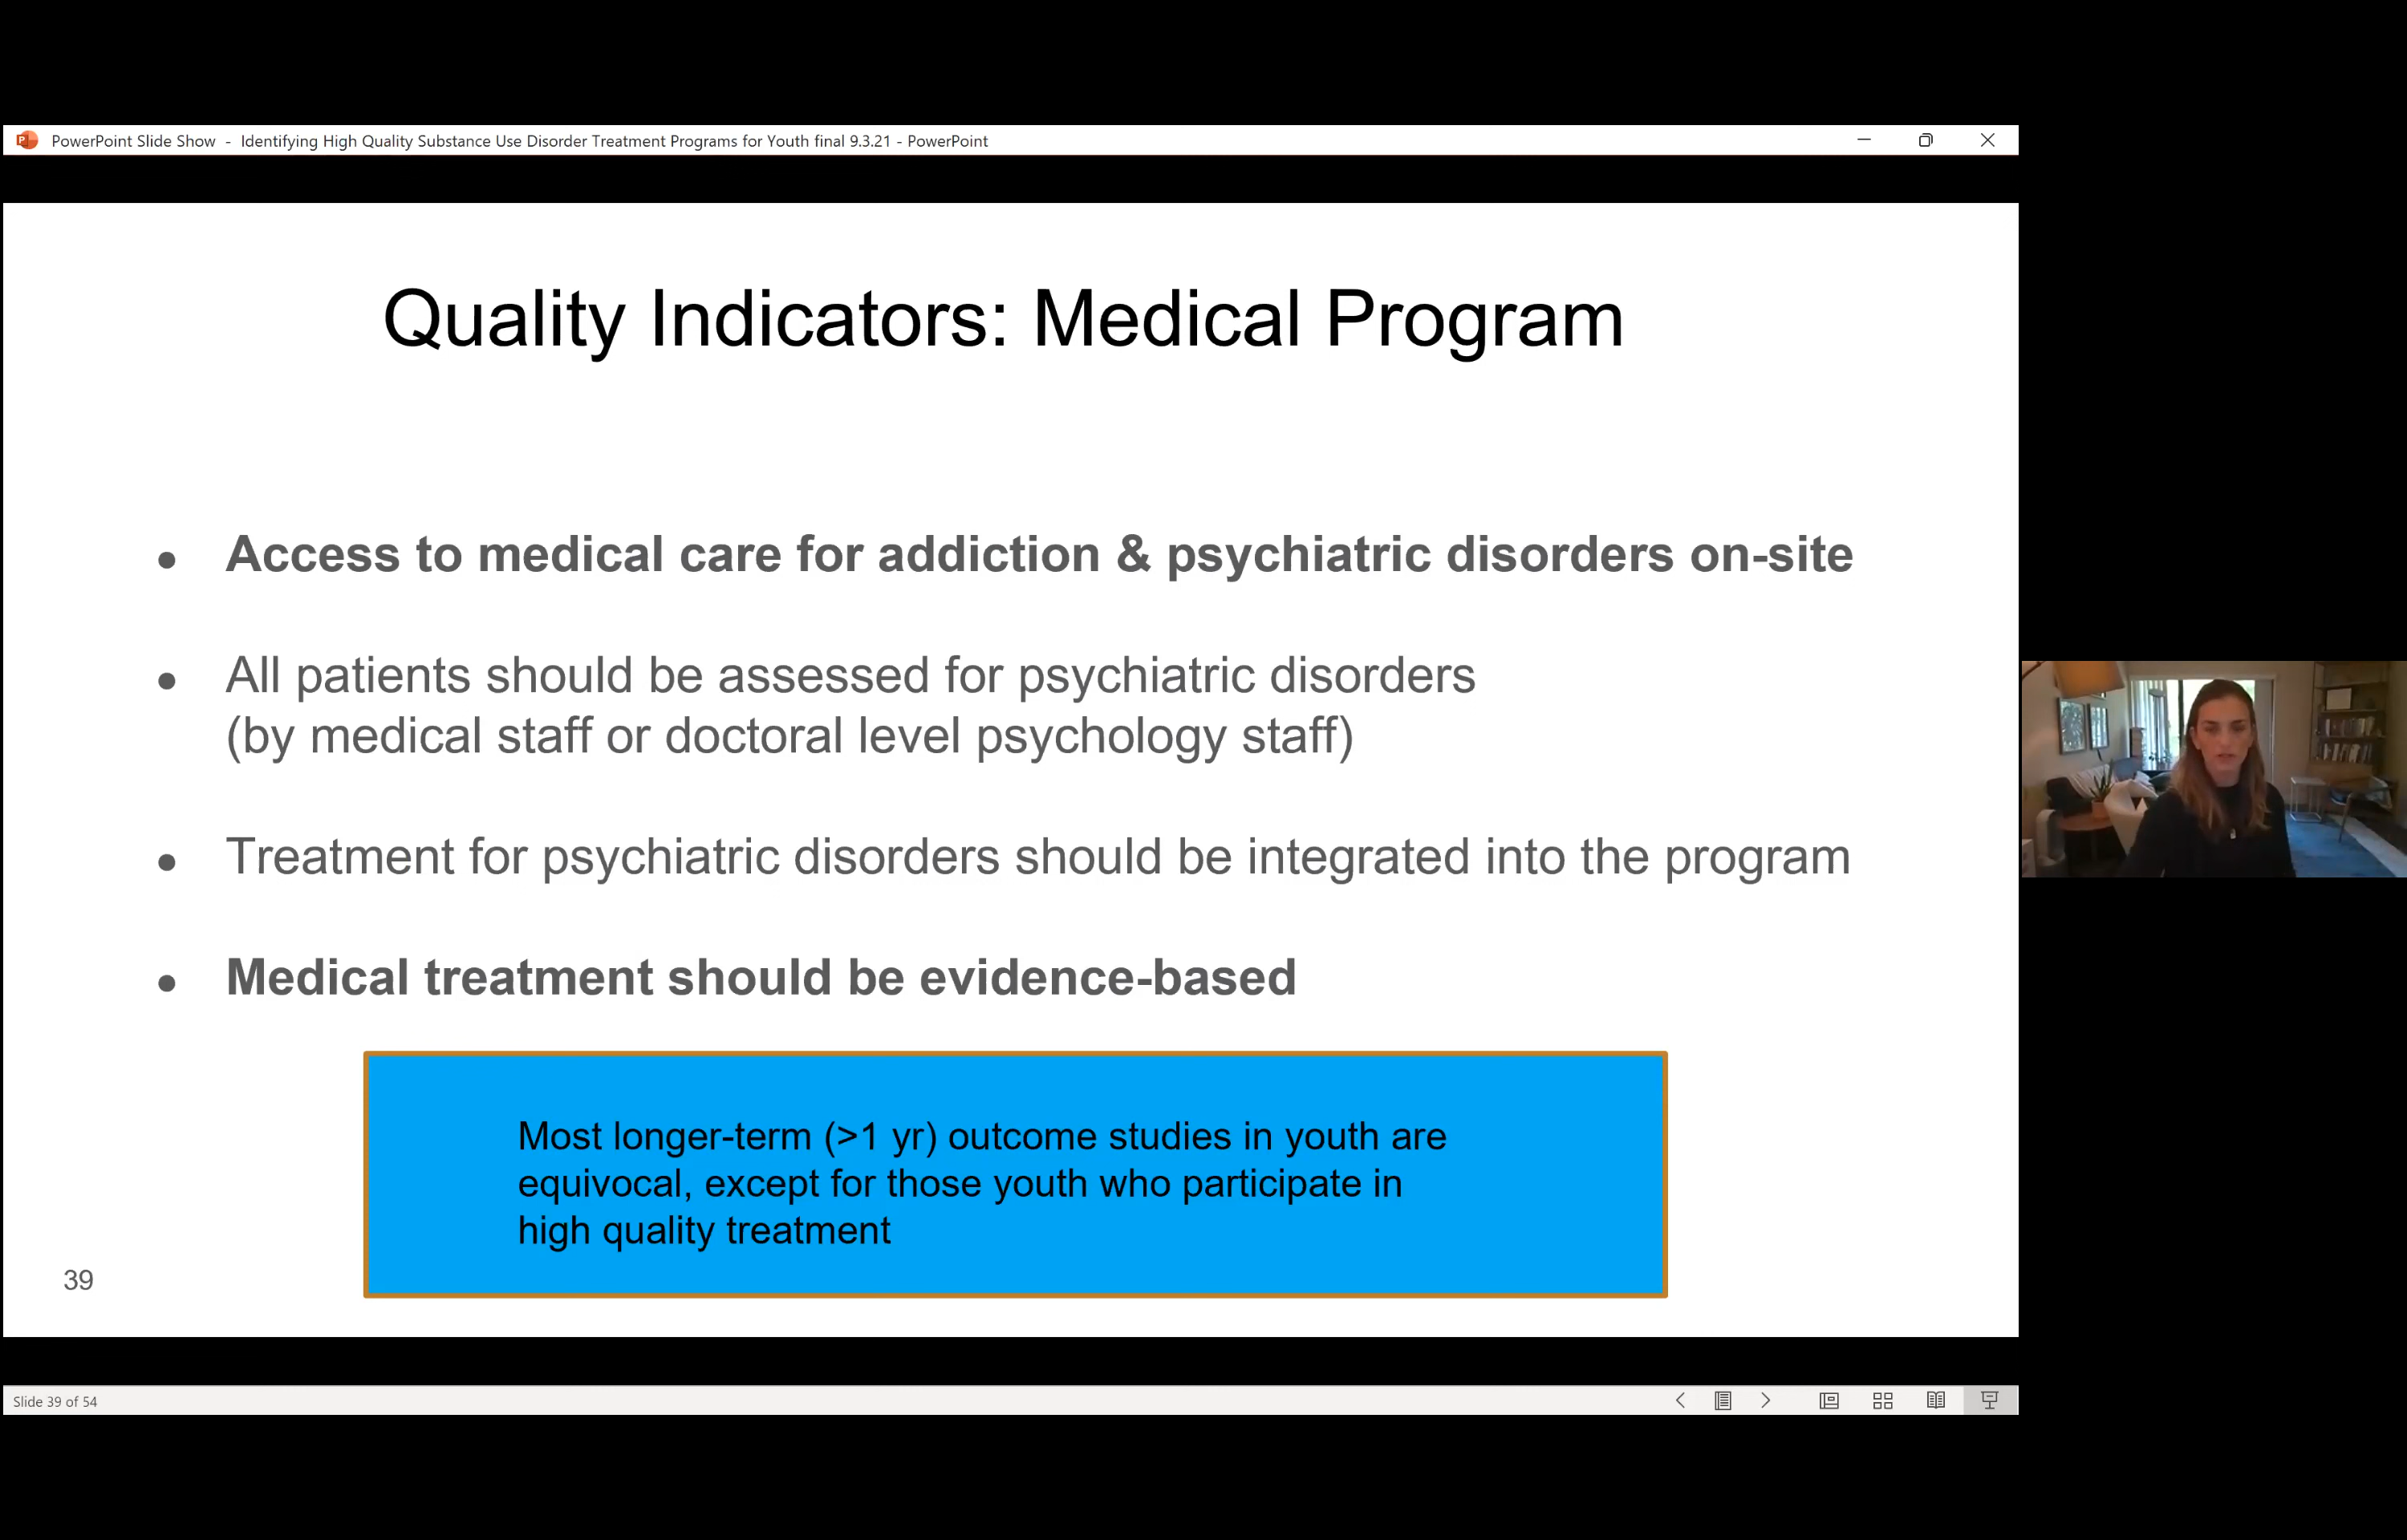 PowerPoint Slide Show - Identifying High Quality Substance Use Disorder Treatment Programs for Youth final 9.3.21 - PowerPoint
Quality Indicators: Medical Program
● Access to medical care for addiction & psychiatric disorders on-site
● All patients should be assessed for psychiatric disorders
(by medical staff or doctoral level psychology staff)
● Treatment for psychiatric disorders should be integrated into the program
● Medical treatment should be evidence-based
Most longer-term (>1 yr) outcome studies in youth are
equivocal, except for those youth who participate in
high quality treatment
39
Slide 39 of 54